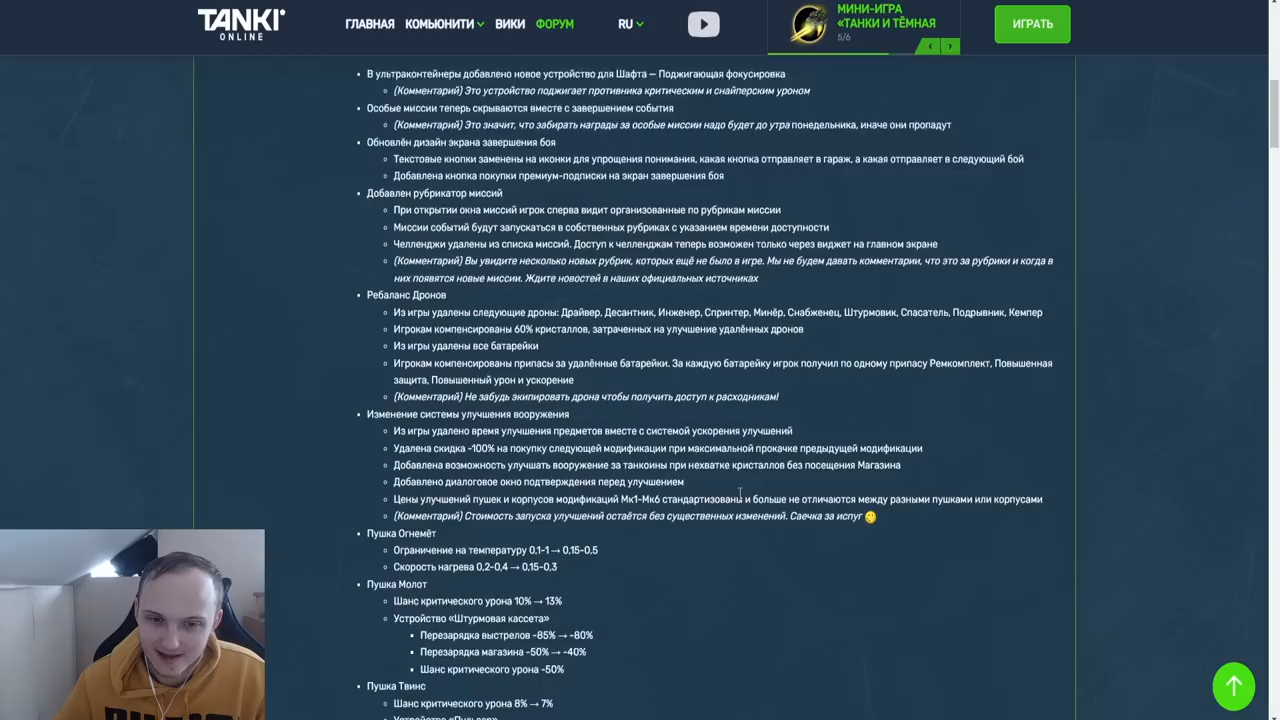 TANKI
ONLINE
ГЛАВНАЯ
КОМЬЮНИТИ
ВИКИ
ФОРУМ
RU
МИНИ-ИГРА
«ТАНКИ И ТЁМНАЯ
5/6
ИГРАТЬ
В ультраконтейнеры добавлено новое устройство для Шафта — Поджигающая фокусировка
(Комментарий) Это устройство поджигает противника критическим и снайперским уроном
Особые миссии теперь скрываются вместе с завершением события
(Комментарий) Это значит, что забирать награды за особые миссии надо будет до утра понедельника, иначе они пропадут
Обновлён дизайн экрана завершения боя
Текстовые кнопки заменены на иконки для упрощения понимания, какая кнопка отправляет в гараж, а какая отправляет в следующий бой
Добавлена кнопка покупки премиум-подписки на экран завершения боя
Добавлен рубрикатор миссий
При открытии окна миссий игрок сперва видит организованные по рубрикам миссии
Миссии событий будут запускаться в собственных рубриках с указанием времени доступности
Челленджи удалены из списка миссий. Доступ к челленджам теперь возможен только через виджет на главном экране
(Комментарий) Вы увидите несколько новых рубрик, которых ещё не было в игре. Мы не будем давать комментарии, что это за рубрики и когда в
них появятся новые миссии. Ждите новостей в наших официальных источниках
Ребаланс Дронов
Из игры удалены следующие дроны: Драйвер, Десантник, Инженер, Спринтер, Минёр, Снабженец, Штурмовик, Спасатель, Подрывник, Кемпер
Игрокам компенсированы 60% кристаллов, затраченных на улучшение удалённых дронов
Из игры удалены все батарейки
Игрокам компенсированы припасы за удалённые батарейки. За каждую батарейку игрок получил по одному припасу Ремкомплект, Повышенная
защита, Повышенный урон и ускорение
(Комментарий) Не забудь экипировать дрона чтобы получить доступ к расходникам!
Изменение системы улучшения вооружения
Из игры удалено время улучшения предметов вместе с системой ускорения улучшений
Удалена скидка -100% на покупку следующей модификации при максимальной прокачке предыдущей модификации
Добавлена возможность улучшать вооружение за танкоины при нехватке кристаллов без посещения Магазина
Добавлено диалоговое окно подтверждения перед улучшением
Цены улучшений пушек и корпусов модификаций Мк1-Мк6 стандартизованы и больше не отличаются между разными пушками или корпусами
(Комментарий) Стоимость запуска улучшений остаётся без существенных изменений. Саечка за испуг
Пушка Огнемёт
Ограничение на температуру 0,1-1 → 0,15-0,5
Скорость нагрева 0,2-0,4 → 0,15-0,3
Пушка Молот
Шанс критического урона 10% → 13%
Устройство «Штурмовая кассета»
Перезарядка выстрелов -85% → -80%
Перезарядка магазина -50% → -40%
Шанс критического урона -50%
Пушка Твинс
Шанс критического урона 8% → 7%